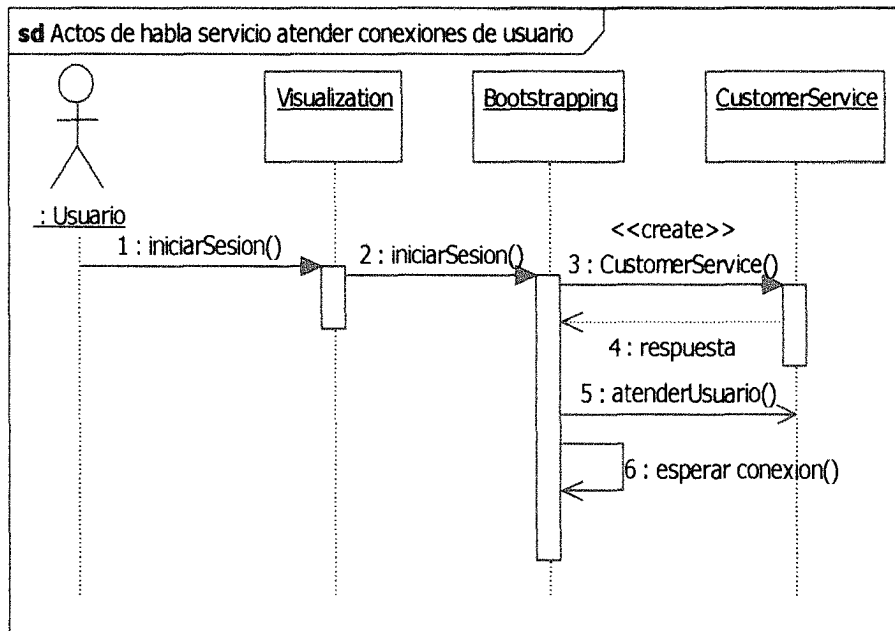 sd Actos de habla servicio atender conexiones de usuario
Visualization
Bootstrapping
CustomerService
: Usuario
1 : iniciarSesion()
2 : iniciarSesion()
<<create>>
3 : CustomerService()
4 : respuesta
5 : atenderUsuario()
6 : esperar conexion()